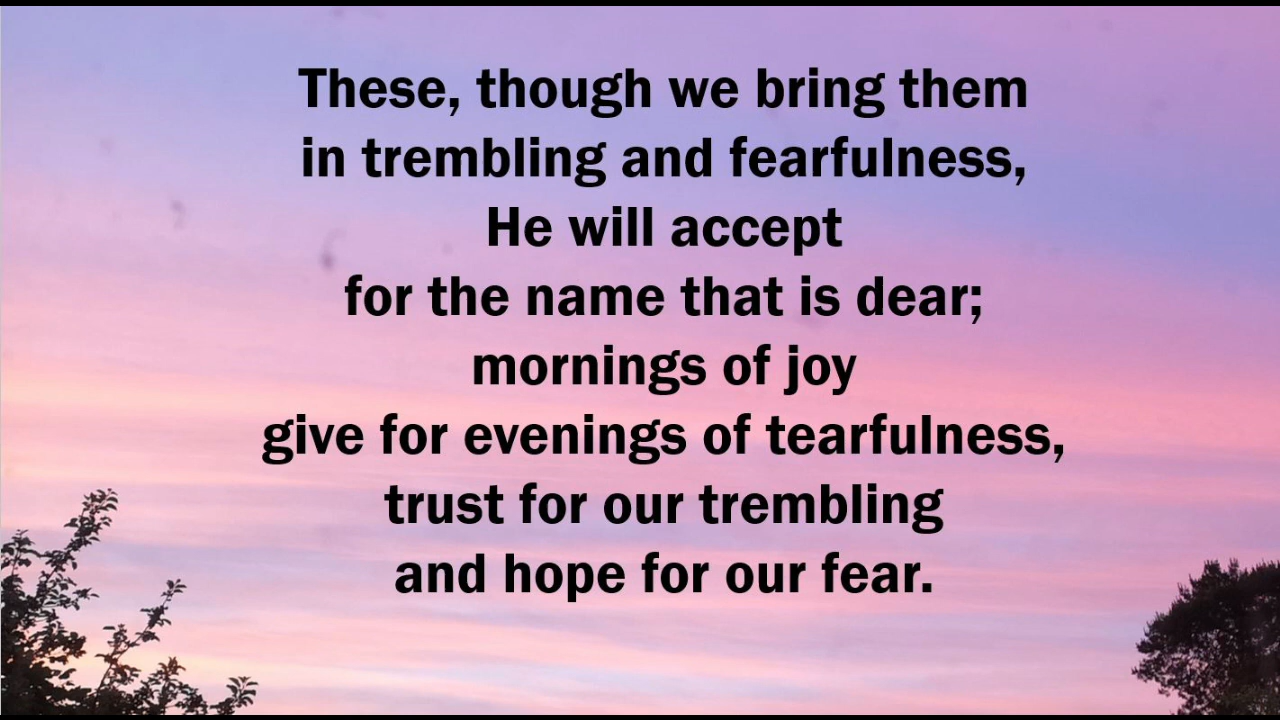 These, though we bring them
in trembling and fearfulness,
He will accept
for the name that is dear;
mornings of joy
give for evenings of tearfulness,
trust for our trembling
and hope for our fear.